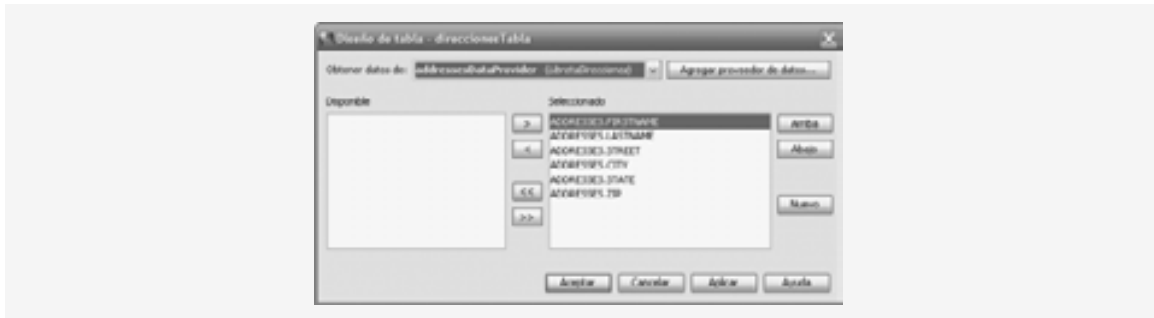 Diseño de tabla - direccionesTabla
Obtener datos de: addressesDataProvider (LibretaDirecciones) Agregar proveedor de datos...
Disponible Seleccionado
> ADDRESSES.FIRSTNAME Arriba
ADDRESSES.LASTNAME
< ADDRESSES.STREET Abajo
ADDRESSES.CITY
ADDRESSES.STATE
<< ADDRESSES.ZIP
Nuevo
>>
Aceptar Cancelar Aplicar Ayuda